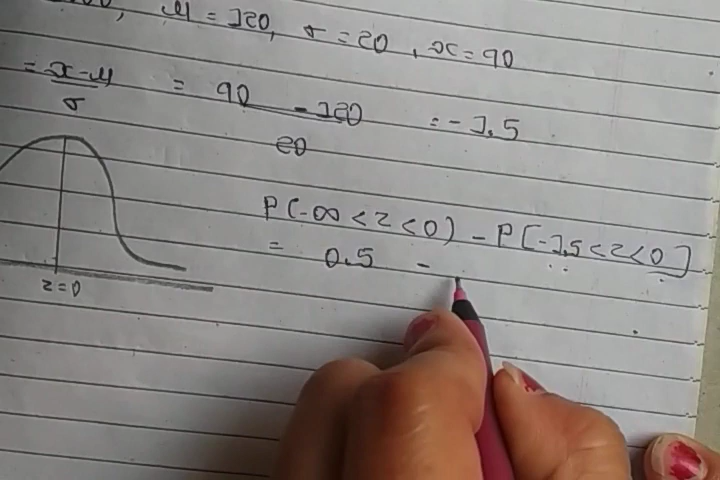 μ = 120, σ = 20, x = 90
= x-μ/σ = 90 - 120/20 = -1.5
P(-∞ < z < 0) - P[-1.5 < z < 0]
= 0.5 -
z = 0